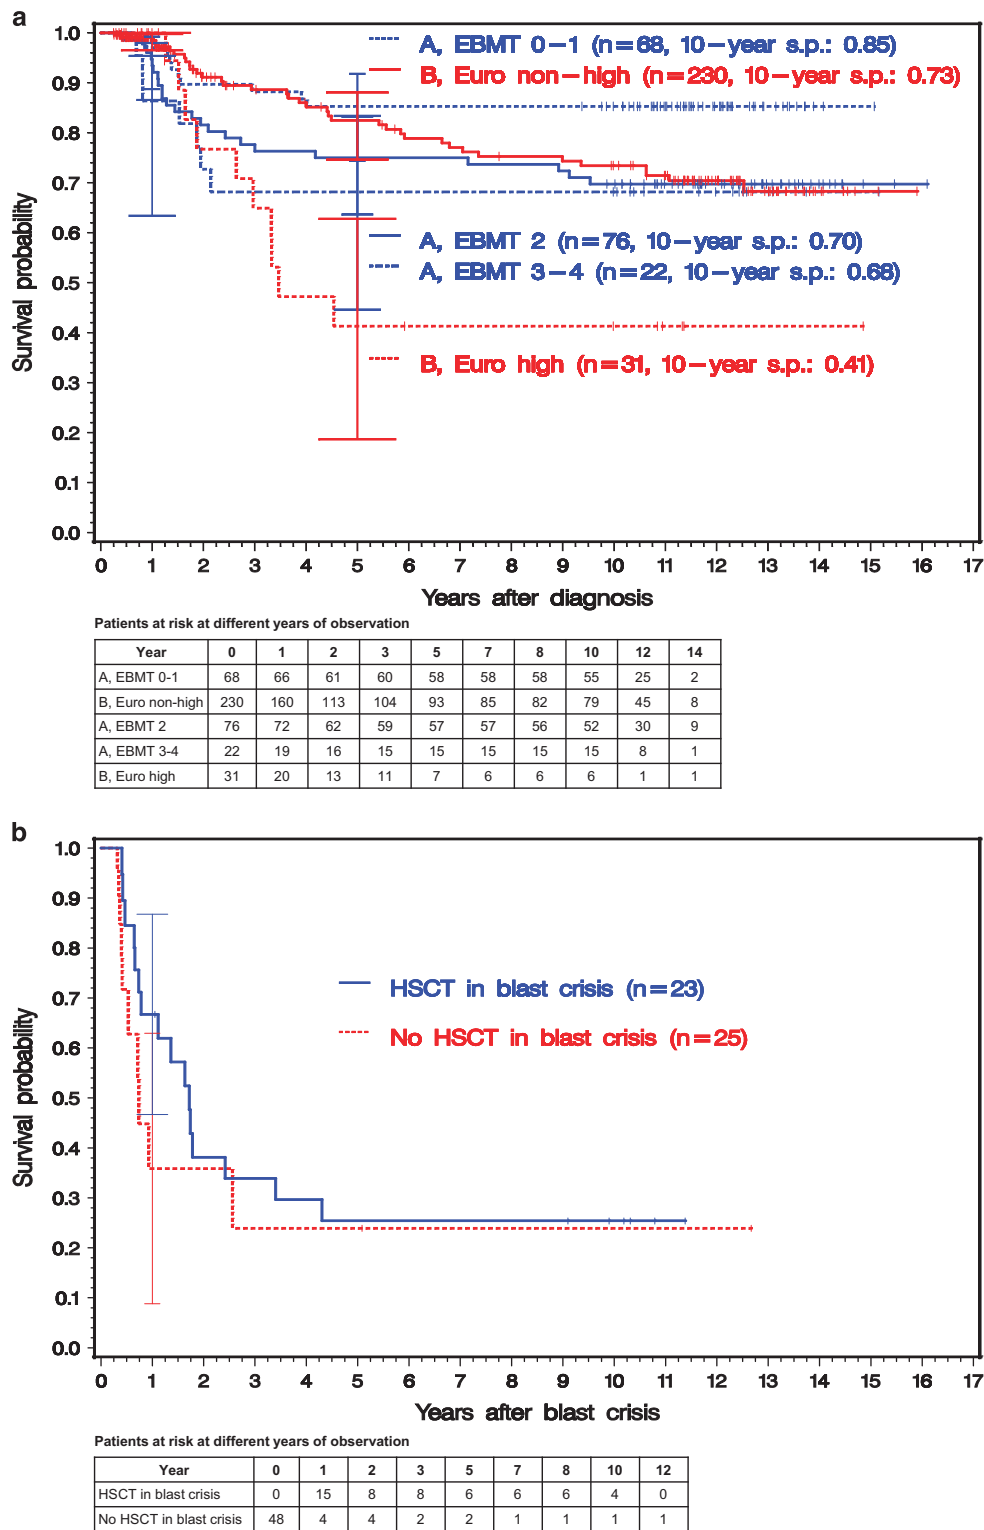 a
Survival probability
1.0
0.9
0.8
0.7
0.6
0.5
0.4
0.3
0.2
0.1
0.0
A, EBMT 0–1 (n=68, 10–year s.p.: 0.85)
B, Euro non–high (n=230, 10–year s.p.: 0.73)
A, EBMT 2 (n=76, 10–year s.p.: 0.70)
A, EBMT 3–4 (n=22, 10–year s.p.: 0.68)
B, Euro high (n=31, 10–year s.p.: 0.41)
0 1 2 3 4 5 6 7 8 9 10 11 12 13 14 15 16 17
Years after diagnosis
Patients at risk at different years of observation
Year 0 1 2 3 5 7 8 10 12 14
A, EBMT 0-1 68 66 61 60 58 58 58 55 25 2
B, Euro non-high 230 160 113 104 93 85 82 79 45 8
A, EBMT 2 76 72 62 59 57 57 56 52 30 9
A, EBMT 3-4 22 19 16 15 15 15 15 15 8 1
B, Euro high 31 20 13 11 7 6 6 6 1 1
b
Survival probability
1.0
0.9
0.8
0.7
0.6
0.5
0.4
0.3
0.2
0.1
0.0
HSCT in blast crisis (n=23)
No HSCT in blast crisis (n=25)
0 1 2 3 4 5 6 7 8 9 10 11 12 13 14 15 16 17
Years after blast crisis
Patients at risk at different years of observation
Year 0 1 2 3 5 7 8 10 12
HSCT in blast crisis 0 15 8 8 6 6 6 4 0
No HSCT in blast crisis 48 4 4 2 2 1 1 1 1